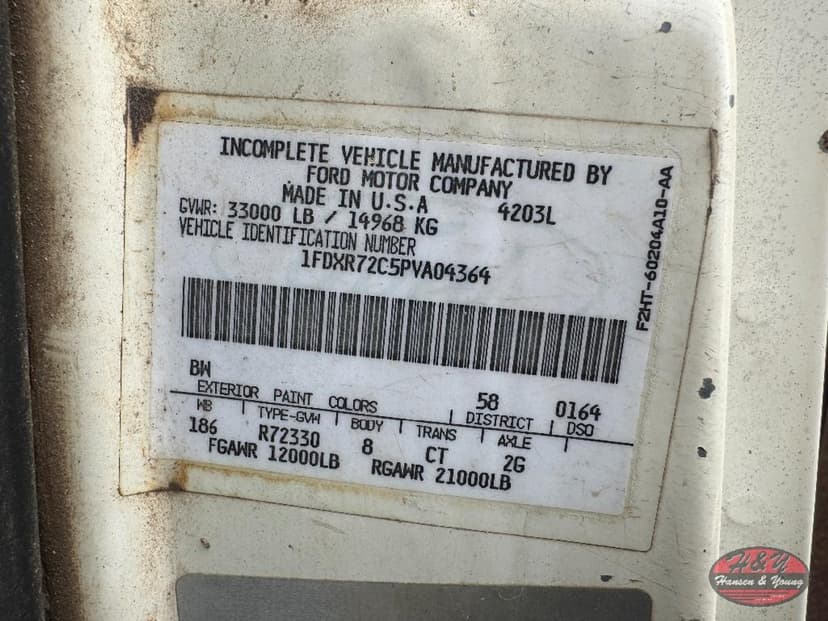 INCOMPLETE VEHICLE MANUFACTURED BY
FORD MOTOR COMPANY
MADE IN U.S.A 4203L
GVWR: 33000 LB / 14968 KG
VEHICLE IDENTIFICATION NUMBER
1FDXR72C5PVA04364
F2HT-60204A10-AA
BW 58 0164
EXTERIOR PAINT COLORS DISTRICT DSO
WB TYPE-GVW BODY TRANS AXLE
186 R72330 8 CT 2G
FGAWR 12000LB RGAWR 21000LB
H&Y
Hansen & Young